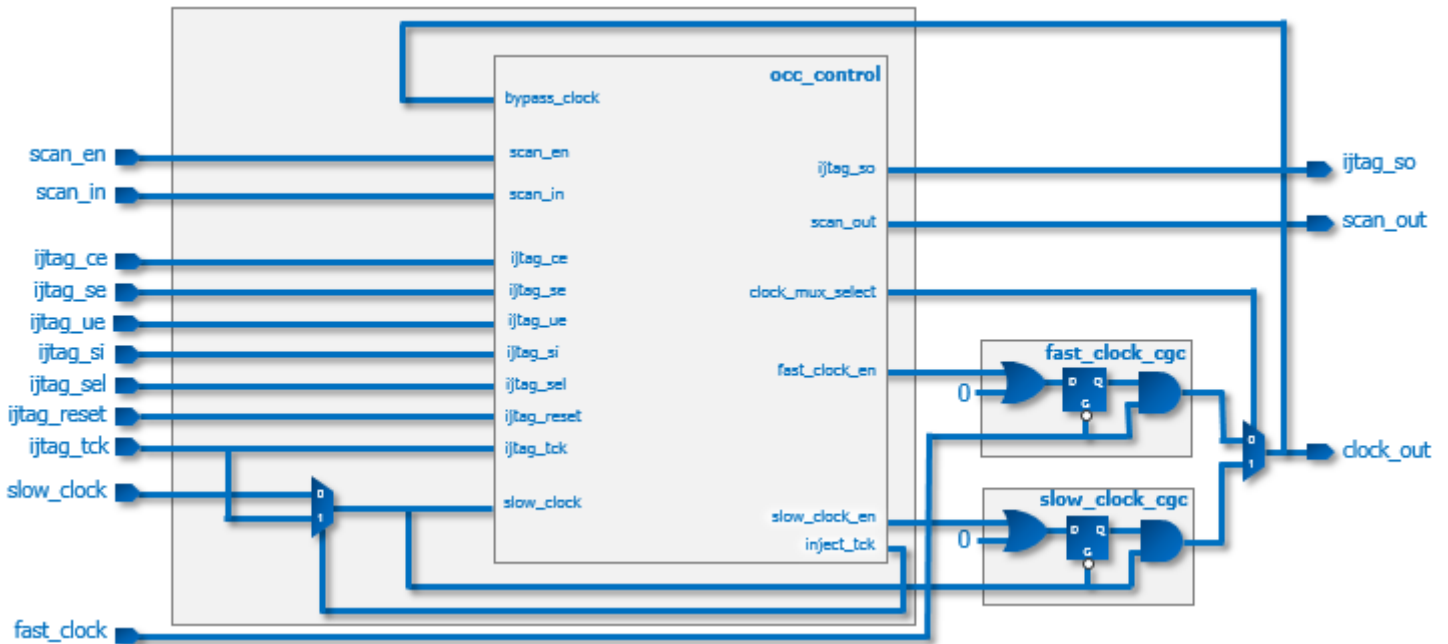 occ_control
bypass_clock
scan_en
scan_en
scan_in
scan_in
ijtag_so
ijtag_so
scan_out
scan_out
ijtag_ce
ijtag_ce
ijtag_se
ijtag_se
clock_mux_select
ijtag_ue
ijtag_ue
ijtag_si
ijtag_si
fast_clock_cgc
fast_clock_en
ijtag_sel
ijtag_sel
D Q
G
0
ijtag_reset
ijtag_reset
ijtag_tck
ijtag_tck
0
1
clock_out
slow_clock
0
1
slow_clock
slow_clock_cgc
slow_clock_en
D Q
G
0
inject_tck
fast_clock